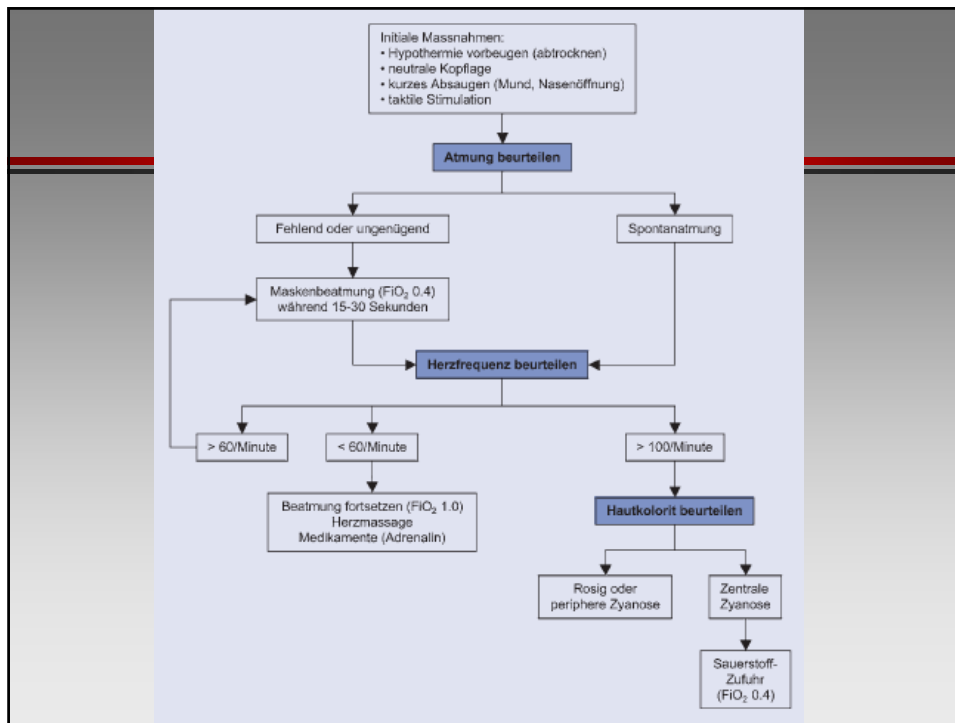 Initiale Massnahmen:
• Hypothermie vorbeugen (abtrocknen)
• neutrale Kopflage
• kurzes Absaugen (Mund, Nasenöffnung)
• taktile Stimulation
Atmung beurteilen
Fehlend oder ungenügend
Spontanatmung
Maskenbeatmung (FiO₂ 0.4)
während 15-30 Sekunden
Herzfrequenz beurteilen
> 60/Minute
< 60/Minute
> 100/Minute
Beatmung fortsetzen (FiO₂ 1.0)
Herzmassage
Medikamente (Adrenalin)
Hautkolorit beurteilen
Rosig oder
periphere Zyanose
Zentrale
Zyanose
Sauerstoff-
Zufuhr
(FiO₂ 0.4)